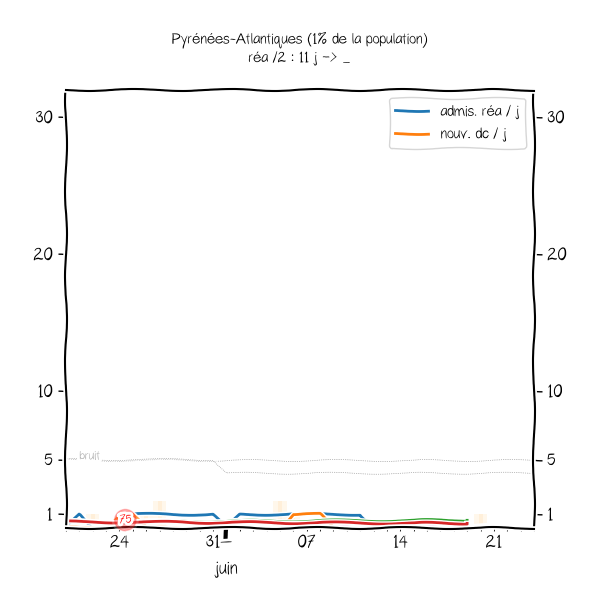 Pyrénées-Atlantiques (1% de la population)
réa /2 : 11 j -> _
admis. réa / j
nouv. dc / j
30 30
20 20
10 10
5 bruit 5
1 75 1
24 31 07 14 21
juin